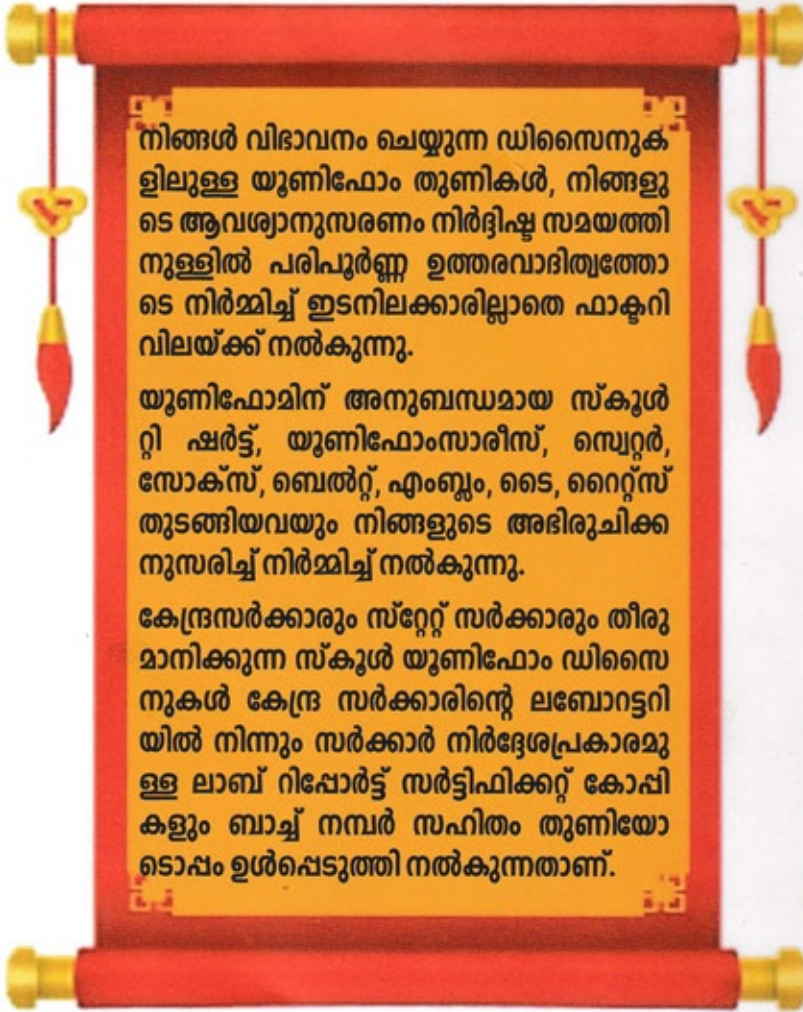 നിങ്ങൾ വിഭാവനം ചെയ്യുന്ന ഡിസൈനുക
ളിലുള്ള യൂണിഫോം തുണികൾ, നിങ്ങളു
ടെ ആവശ്യാനുസരണം നിർദ്ദിഷ്ട സമയത്തി
നുള്ളിൽ പരിപൂർണ്ണ ഉത്തരവാദിത്വത്തോ
ടെ നിർമ്മിച്ച് ഇടനിലക്കാരില്ലാതെ ഫാക്ടറി
വിലയ്ക്ക് നൽകുന്നു.
യൂണിഫോമിന് അനുബന്ധമായ സ്കൂൾ
റ്റി ഷർട്ട്, യൂണിഫോംസാരീസ്, സ്വെറ്റർ,
സോക്സ്, ബെൽറ്റ്, എംബ്ലം, ടൈ, റൈറ്റ്സ്
തുടങ്ങിയവയും നിങ്ങളുടെ അഭിരുചിക്ക
നുസരിച്ച് നിർമ്മിച്ച് നൽകുന്നു.
കേന്ദ്രസർക്കാരും സ്റ്റേറ്റ് സർക്കാരും തീരു
മാനിക്കുന്ന സ്കൂൾ യൂണിഫോം ഡിസൈ
നുകൾ കേന്ദ്ര സർക്കാരിന്റെ ലബോറട്ടറി
യിൽ നിന്നും സർക്കാർ നിർദ്ദേശപ്രകാരമു
ള്ള ലാബ് റിപ്പോർട്ട് സർട്ടിഫിക്കറ്റ് കോപ്പി
കളും ബാച്ച് നമ്പർ സഹിതം തുണിയോ
ടൊപ്പം ഉൾപ്പെടുത്തി നൽകുന്നതാണ്.